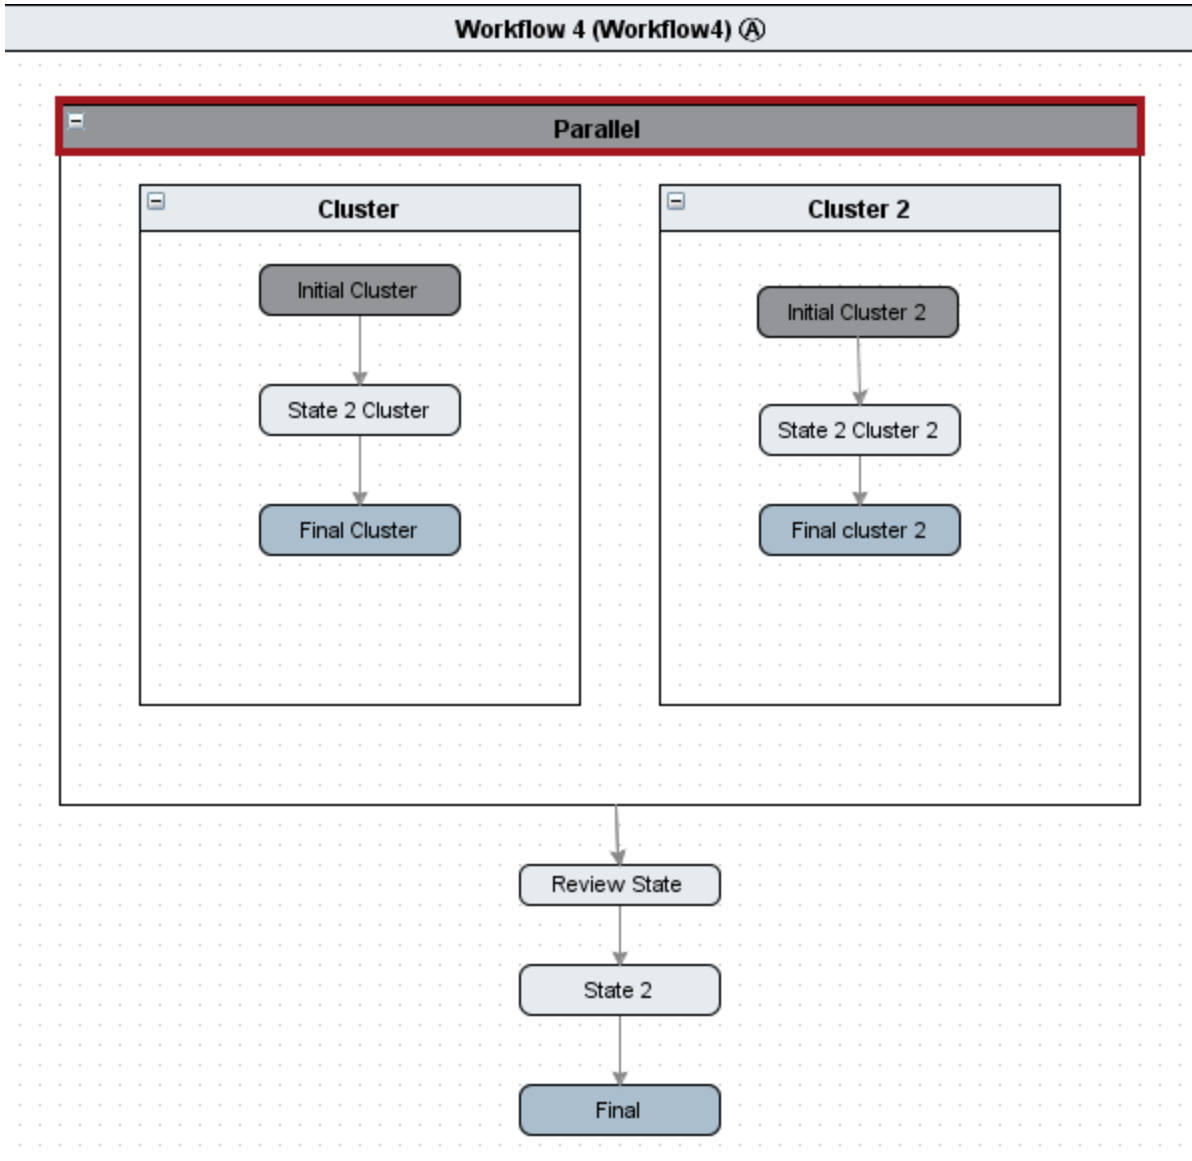 Workflow 4 (Workflow4) Ⓐ
Parallel
Cluster
Initial Cluster
State 2 Cluster
Final Cluster
Cluster 2
Initial Cluster 2
State 2 Cluster 2
Final cluster 2
Review State
State 2
Final